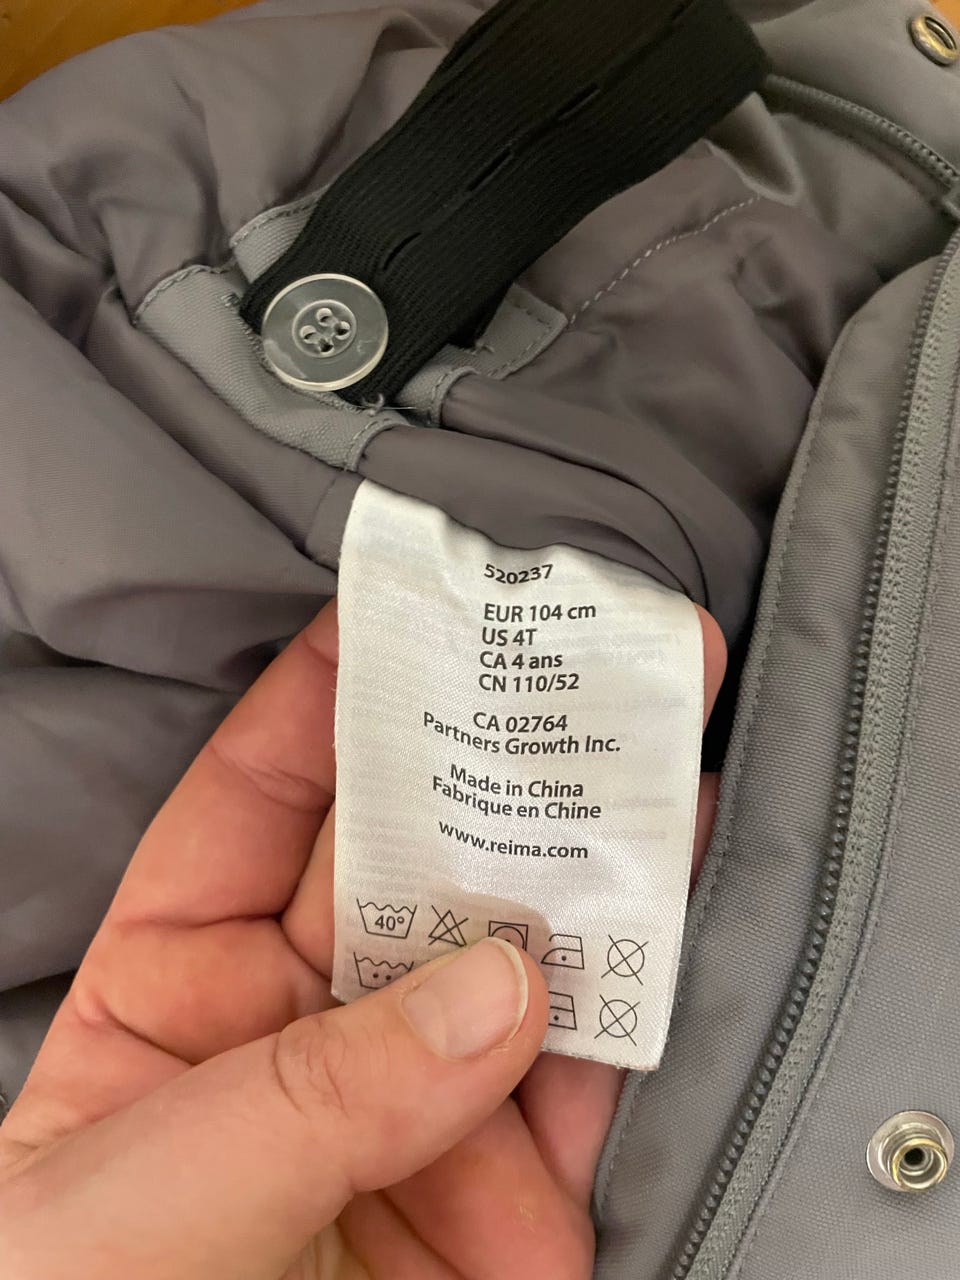 520237
EUR 104 cm
US 4T
CA 4 ans
CN 110/52
CA 02764
Partners Growth Inc.
Made in China
Fabrique en Chine
www.reima.com
40°